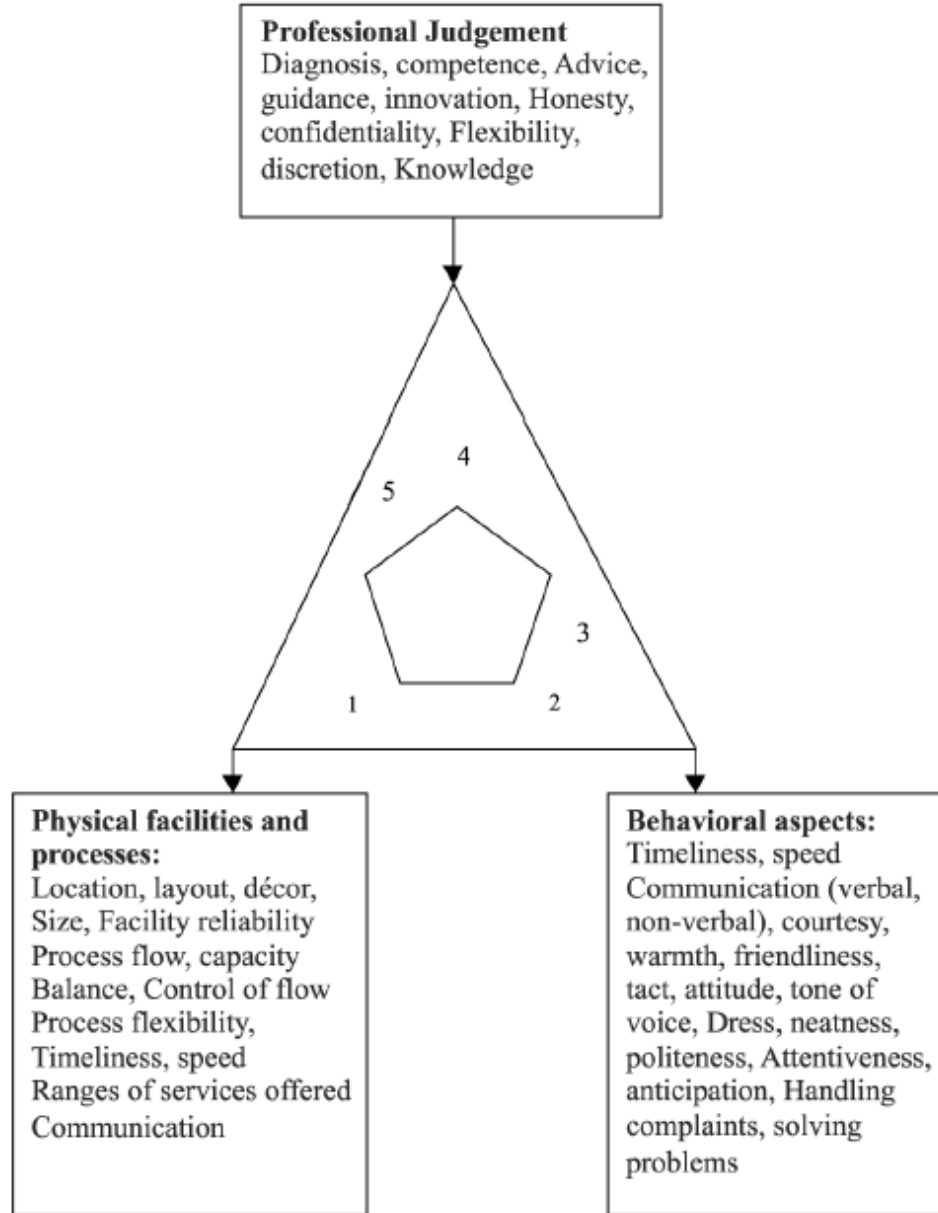 Professional Judgement
Diagnosis, competence, Advice,
guidance, innovation, Honesty,
confidentiality, Flexibility,
discretion, Knowledge
4
5
3
1
2
Physical facilities and
processes:
Location, layout, décor,
Size, Facility reliability
Process flow, capacity
Balance, Control of flow
Process flexibility,
Timeliness, speed
Ranges of services offered
Communication
Behavioral aspects:
Timeliness, speed
Communication (verbal,
non-verbal), courtesy,
warmth, friendliness,
tact, attitude, tone of
voice, Dress, neatness,
politeness, Attentiveness,
anticipation, Handling
complaints, solving
problems